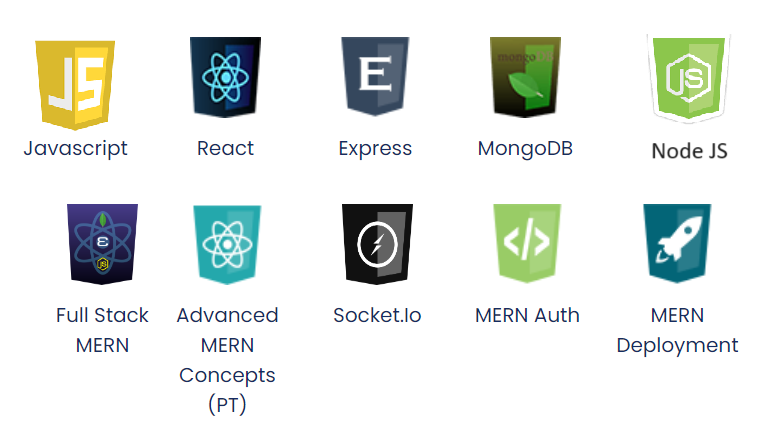 JS
mongo
E
JS
Javascript
React
Express
MongoDB
Node JS
E
JS
</>
Full Stack
MERN
Advanced
MERN
Concepts
(PT)
Socket.Io
MERN Auth
MERN
Deployment